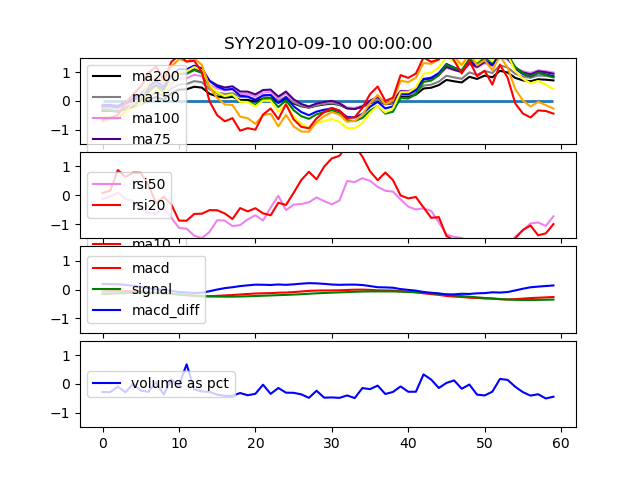 SYY2010-09-10 00:00:00
1
0
−1
ma200
ma150
ma100
ma75
1
0
−1
rsi50
rsi20
ma10
1
0
−1
macd
signal
macd_diff
1
0
−1
volume as pct
0 10 20 30 40 50 60